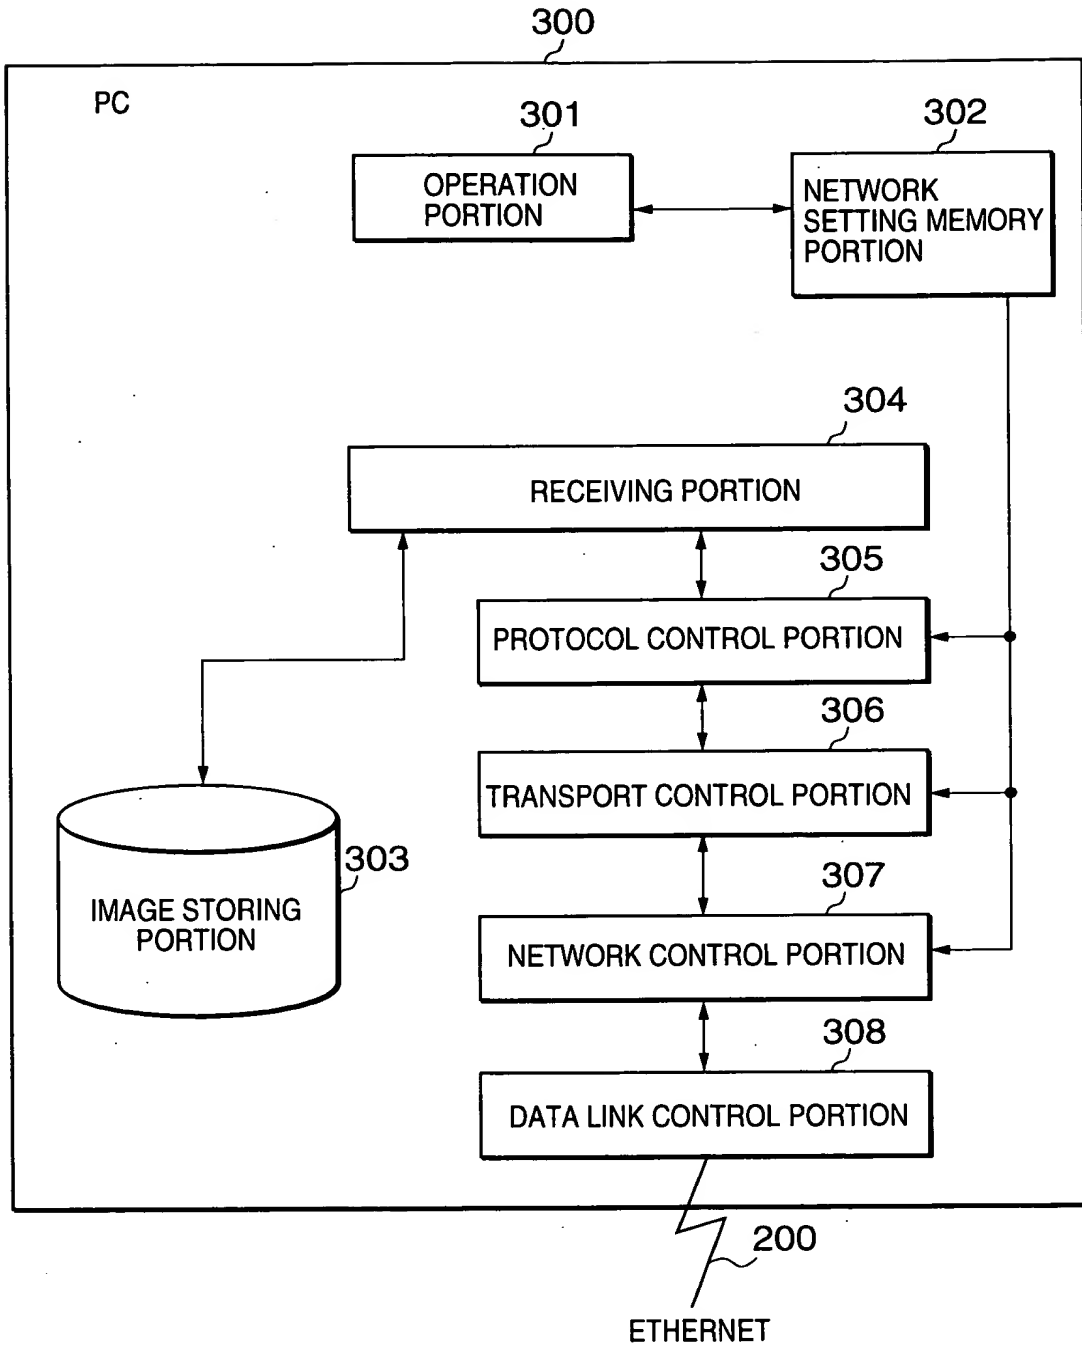 300
PC
301
302
OPERATION
PORTION
NETWORK
SETTING MEMORY
PORTION
304
RECEIVING PORTION
305
PROTOCOL CONTROL PORTION
306
TRANSPORT CONTROL PORTION
303
IMAGE STORING
PORTION
307
NETWORK CONTROL PORTION
308
DATA LINK CONTROL PORTION
200
ETHERNET